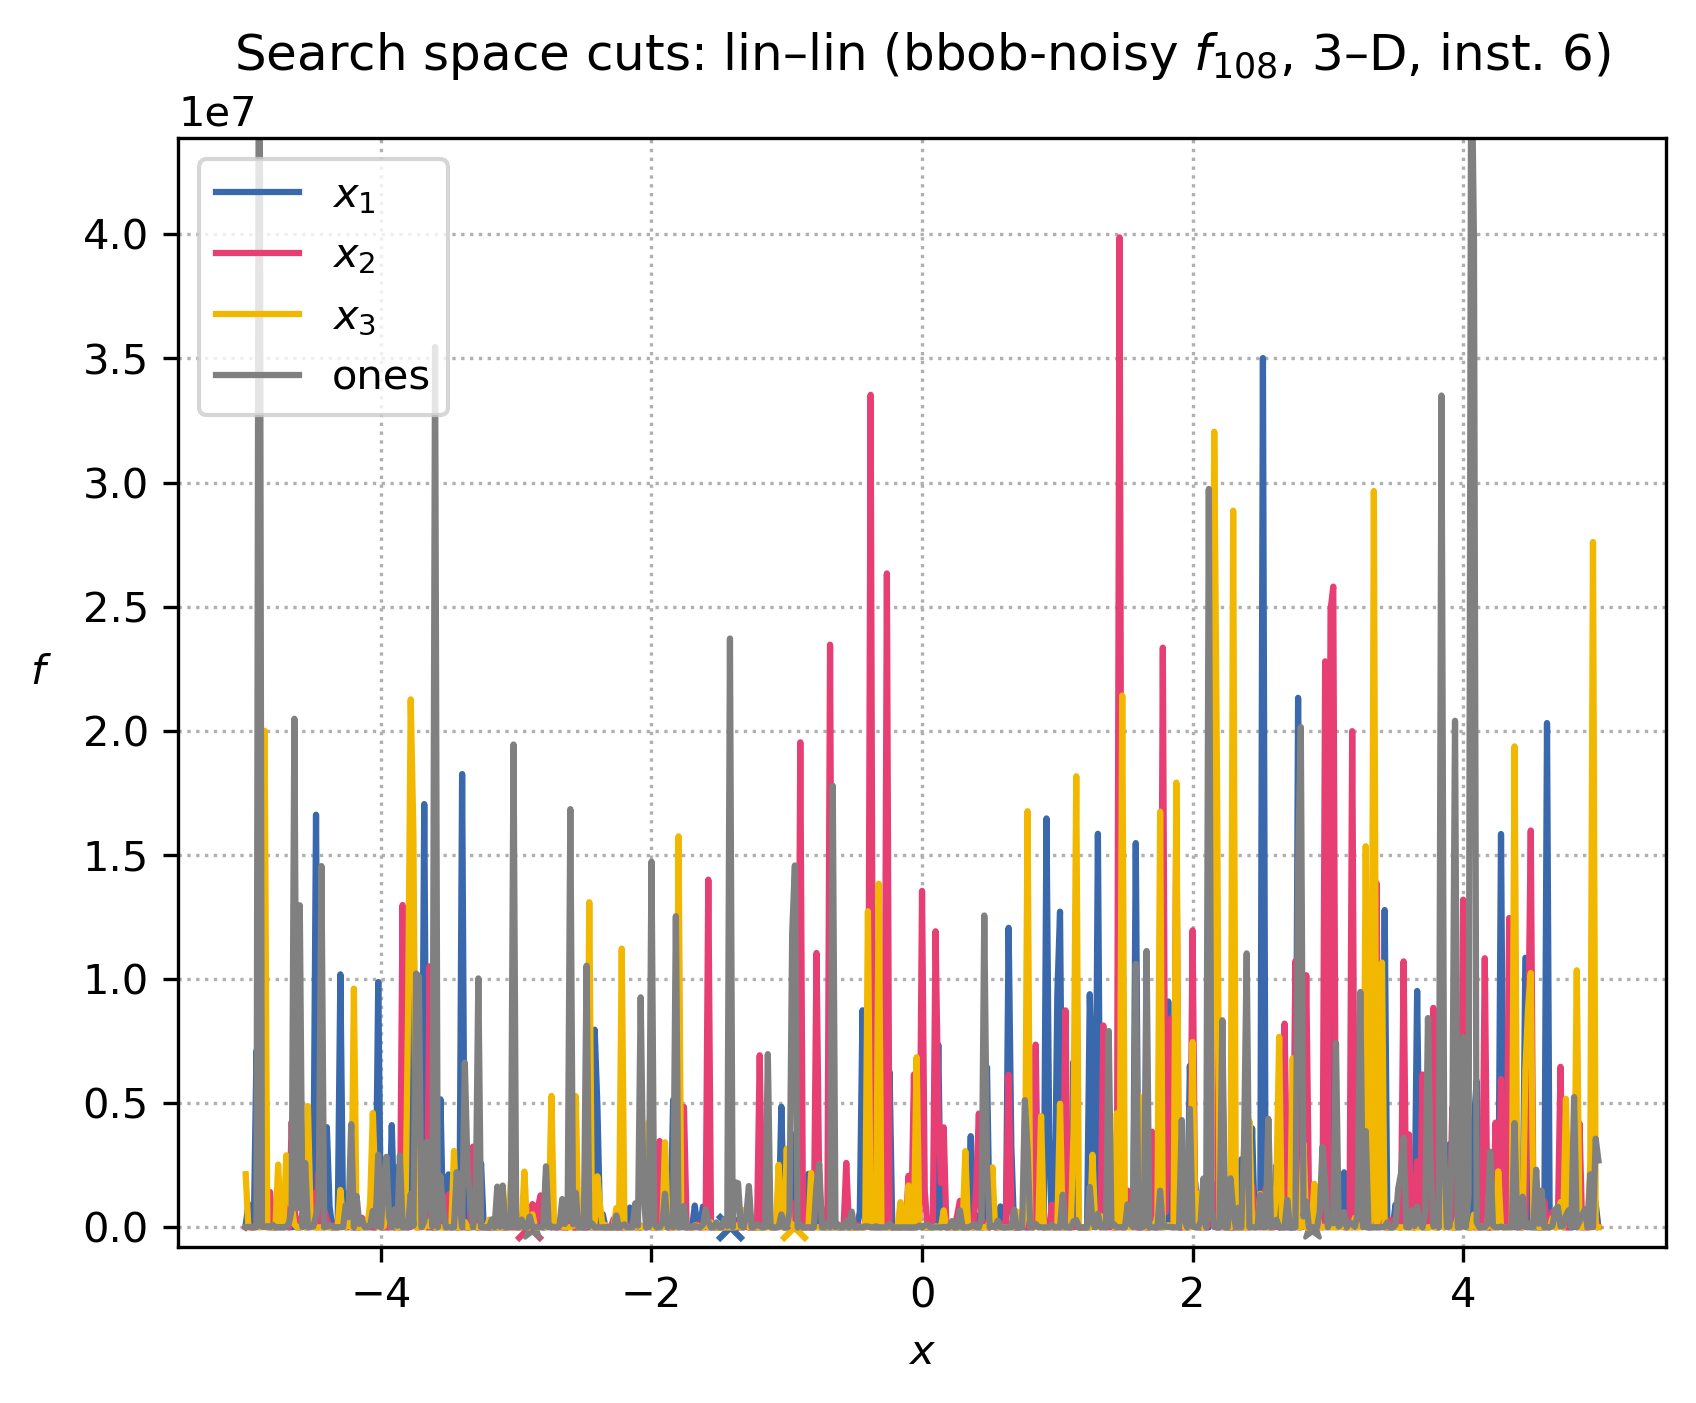 Search space cuts: lin–lin (bbob-noisy f₁₀₈, 3–D, inst. 6)
1e7
x₁
x₂
x₃
ones
4.0
3.5
3.0
2.5
2.0
1.5
1.0
0.5
0.0
f
−4
−2
0
2
4
x